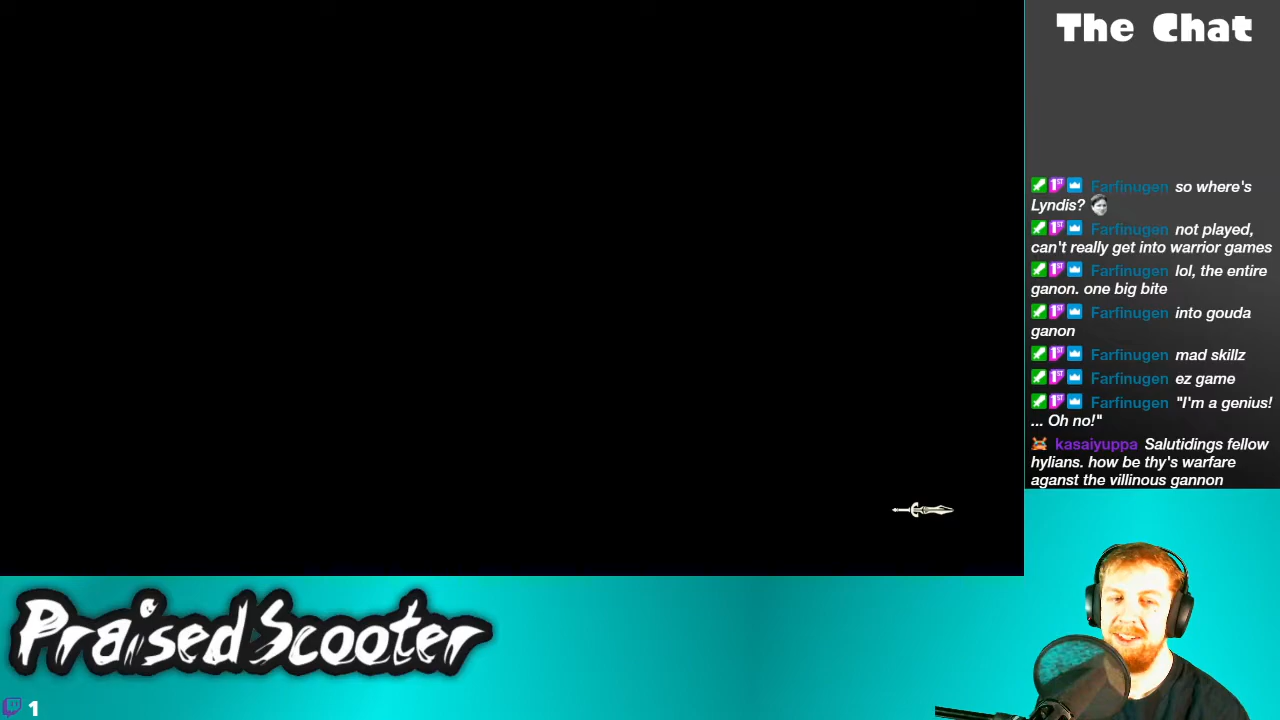 The Chat
Farfinugen so where's
Lyndis?
Farfinugen not played,
can't really get into warrior games
Farfinugen lol, the entire
ganon. one big bite
Farfinugen into gouda
ganon
Farfinugen mad skillz
Farfinugen ez game
Farfinugen "I'm a genius!
... Oh no!"
kasaiyuppa Salutidings fellow
hylians. how be thy's warfare
aganst the villinous gannon
PraisedScooter
1